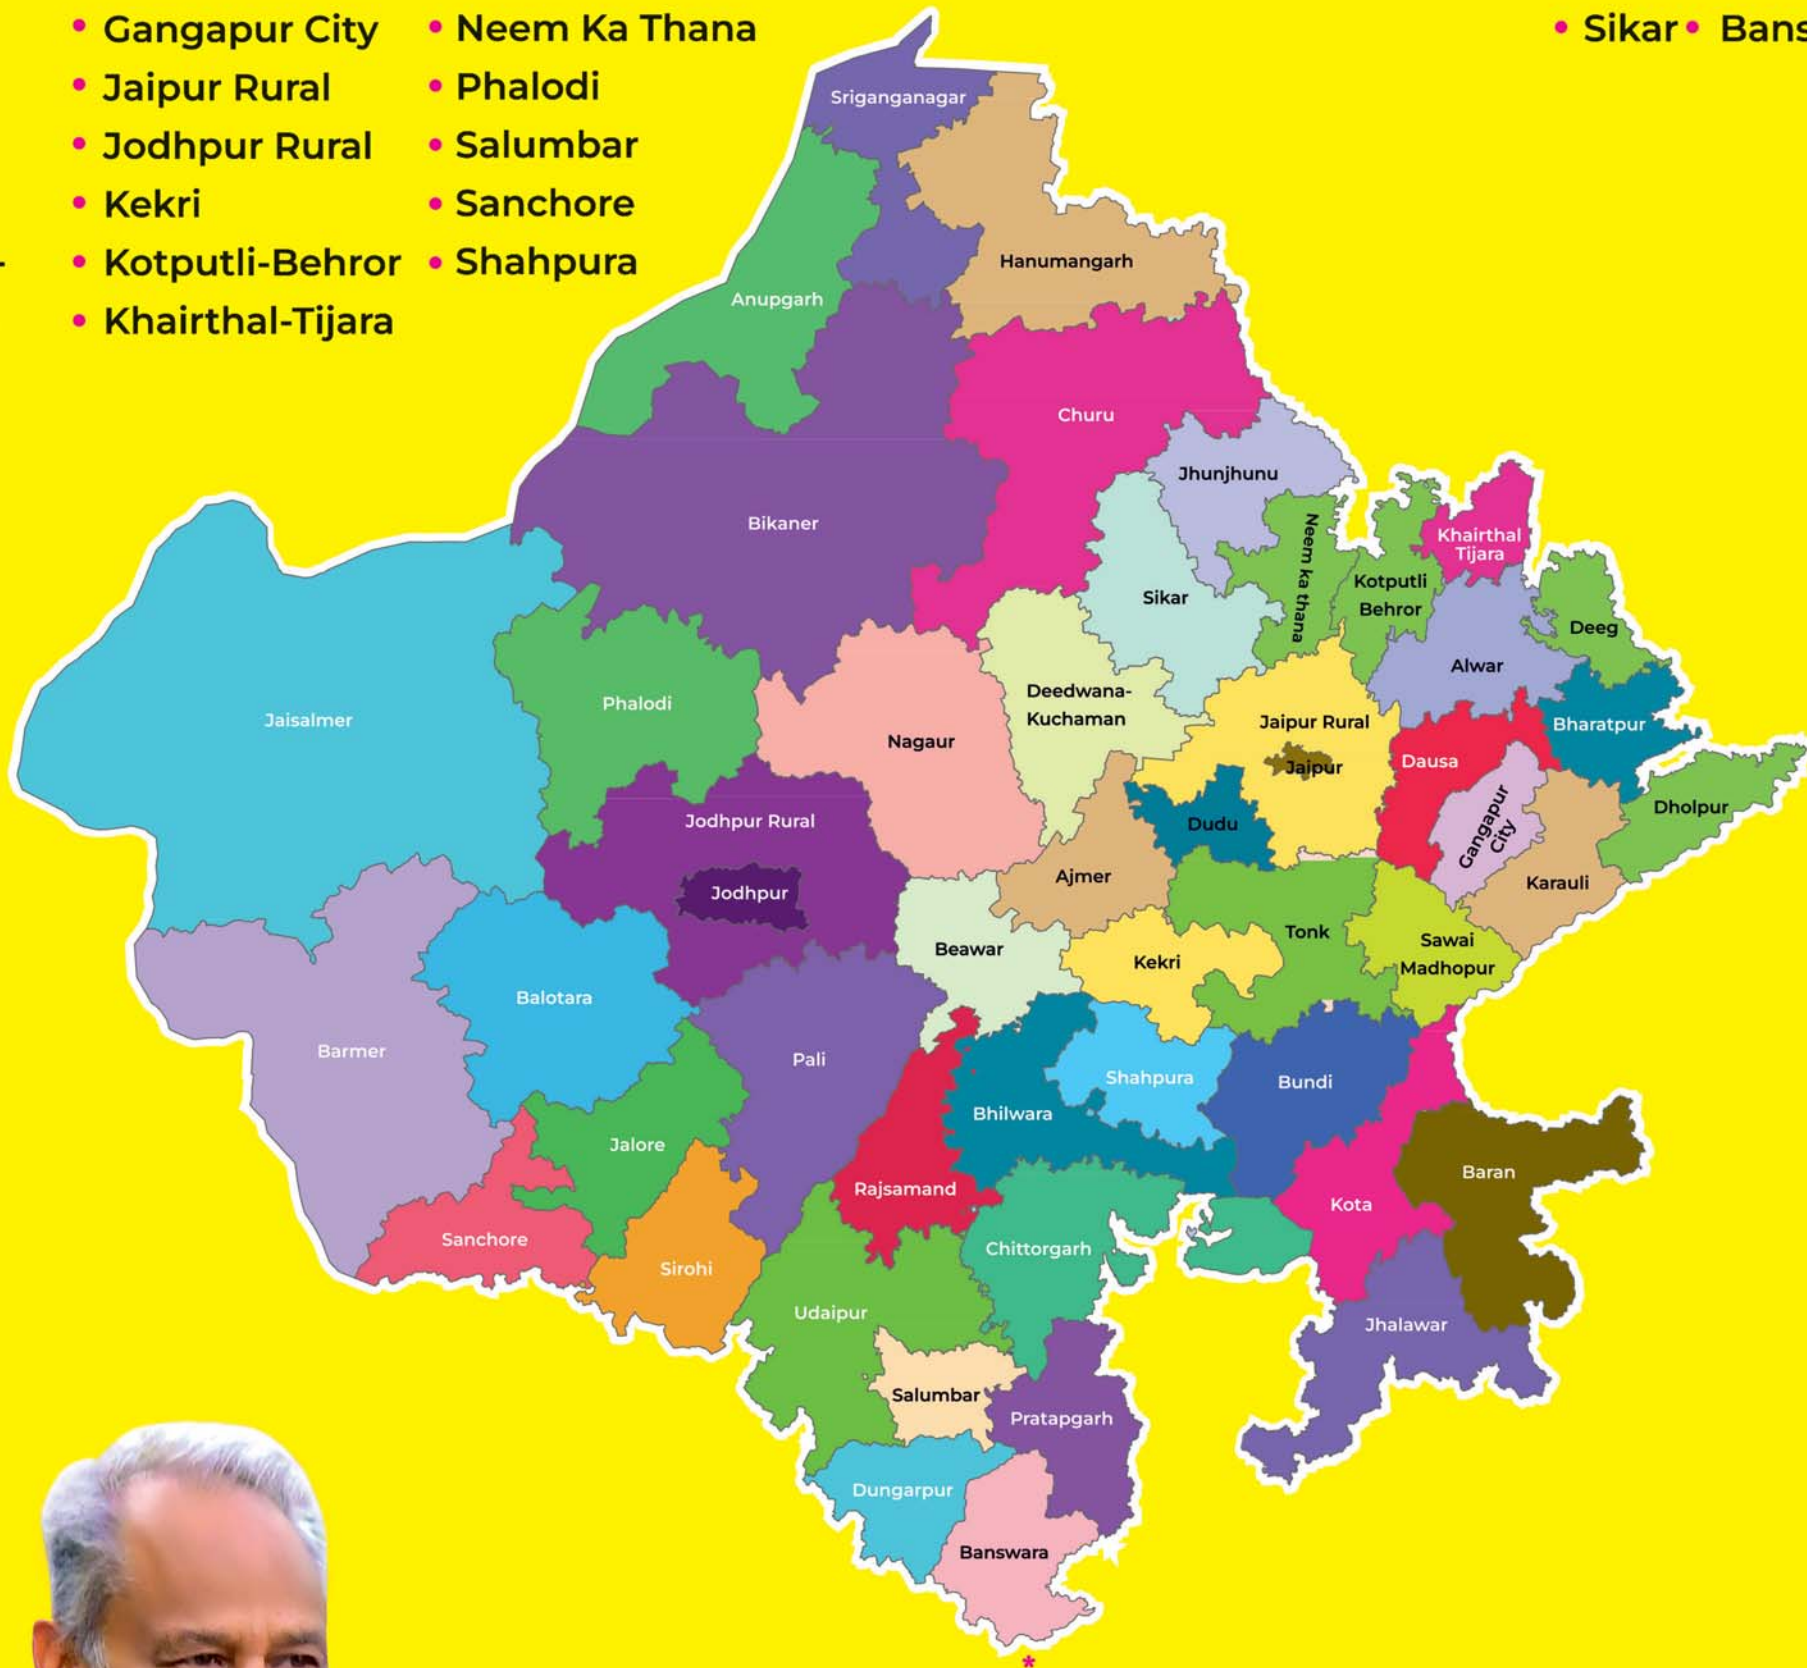 • Gangapur City
• Jaipur Rural
• Jodhpur Rural
• Kekri
• Kotputli-Behror
• Khairthal-Tijara
• Neem Ka Thana
• Phalodi
• Salumbar
• Sanchore
• Shahpura
-
• Sikar • Bans
Sriganganagar
Hanumangarh
Anupgarh
Churu
Jhunjhunu
Bikaner
Neem ka thana
Khairthal
Tijara
Kotputli
Behror
Sikar
Deeg
Alwar
Deedwana-
Kuchaman
Phalodi
Jaisalmer
Nagaur
Jaipur Rural
Bharatpur
Dausa
Jaipur
Dholpur
Jodhpur Rural
Dudu
Gangapur
City
Ajmer
Karauli
Jodhpur
Tonk
Sawai
Madhopur
Beawar
Kekri
Balotara
Barmer
Pali
Shahpura
Bundi
Bhilwara
Jalore
Baran
Rajsamand
Kota
Sanchore
Chittorgarh
Sirohi
Udaipur
Jhalawar
Salumbar
Pratapgarh
Dungarpur
Banswara
*